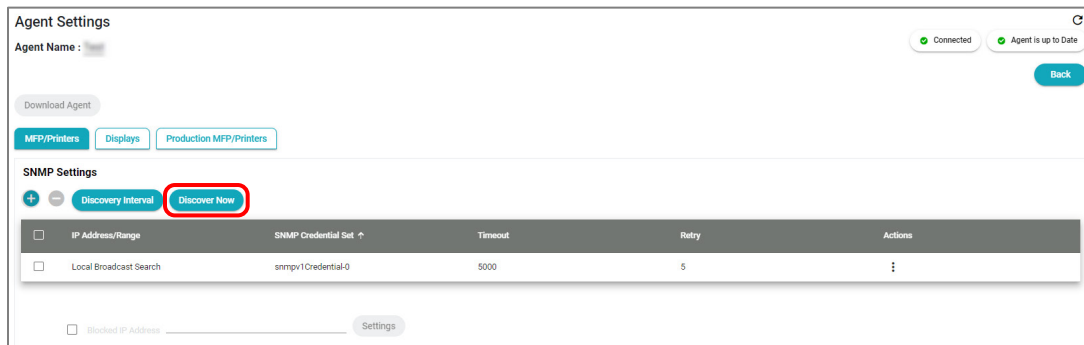 Agent Settings
Agent Name :
Connected
Agent is up to Date
Back
Download Agent
MFP/Printers
Displays
Production MFP/Printers
SNMP Settings
Discovery Interval
Discover Now
IP Address/Range SNMP Credential Set ↑ Timeout Retry Actions
Local Broadcast Search snmpv1Credential-0 5000 5
Blocked IP Address
Settings